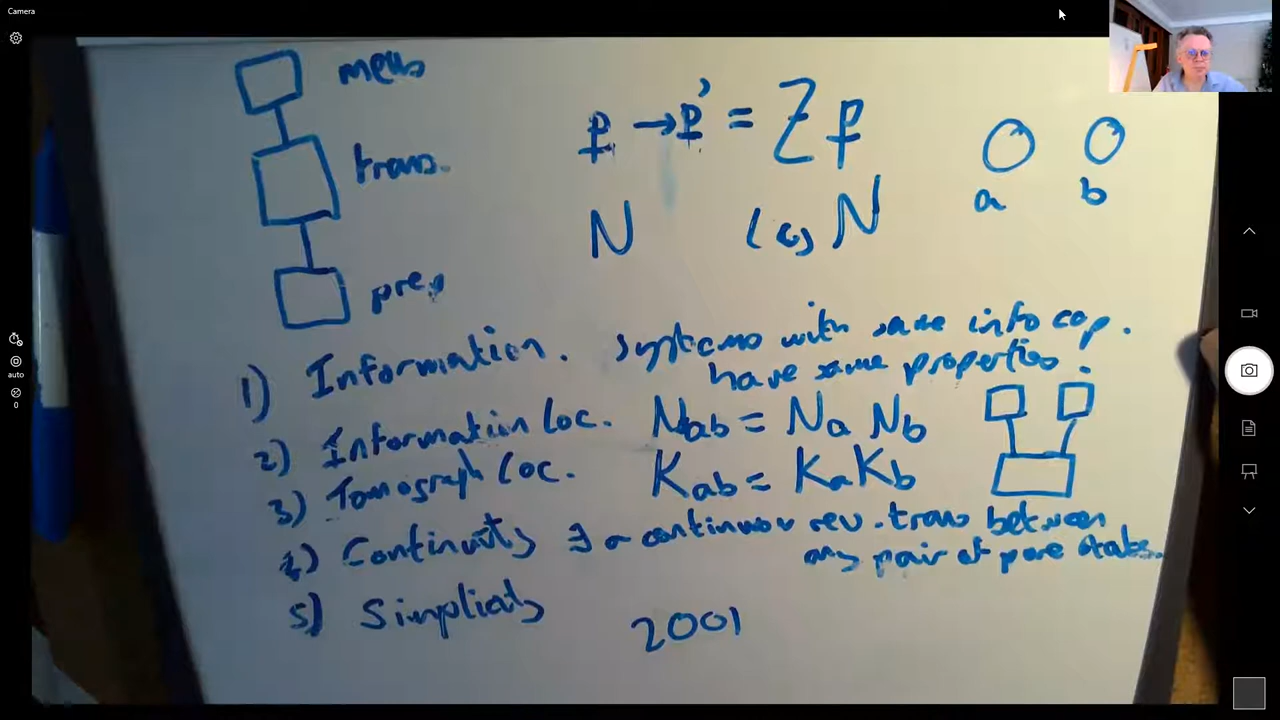 Camera
meas
trans.
prep
p → p' = Z p
N N
a b
auto
0
1) Information. Systems with same info cap.
have same properties.
2) Information Loc. Nab = Na Nb
3) Tomograph Loc. Kab = Ka Kb
4) Continuity ∃ a continuous rev. trans between
any pair of pure states.
5) Simplicity
2001